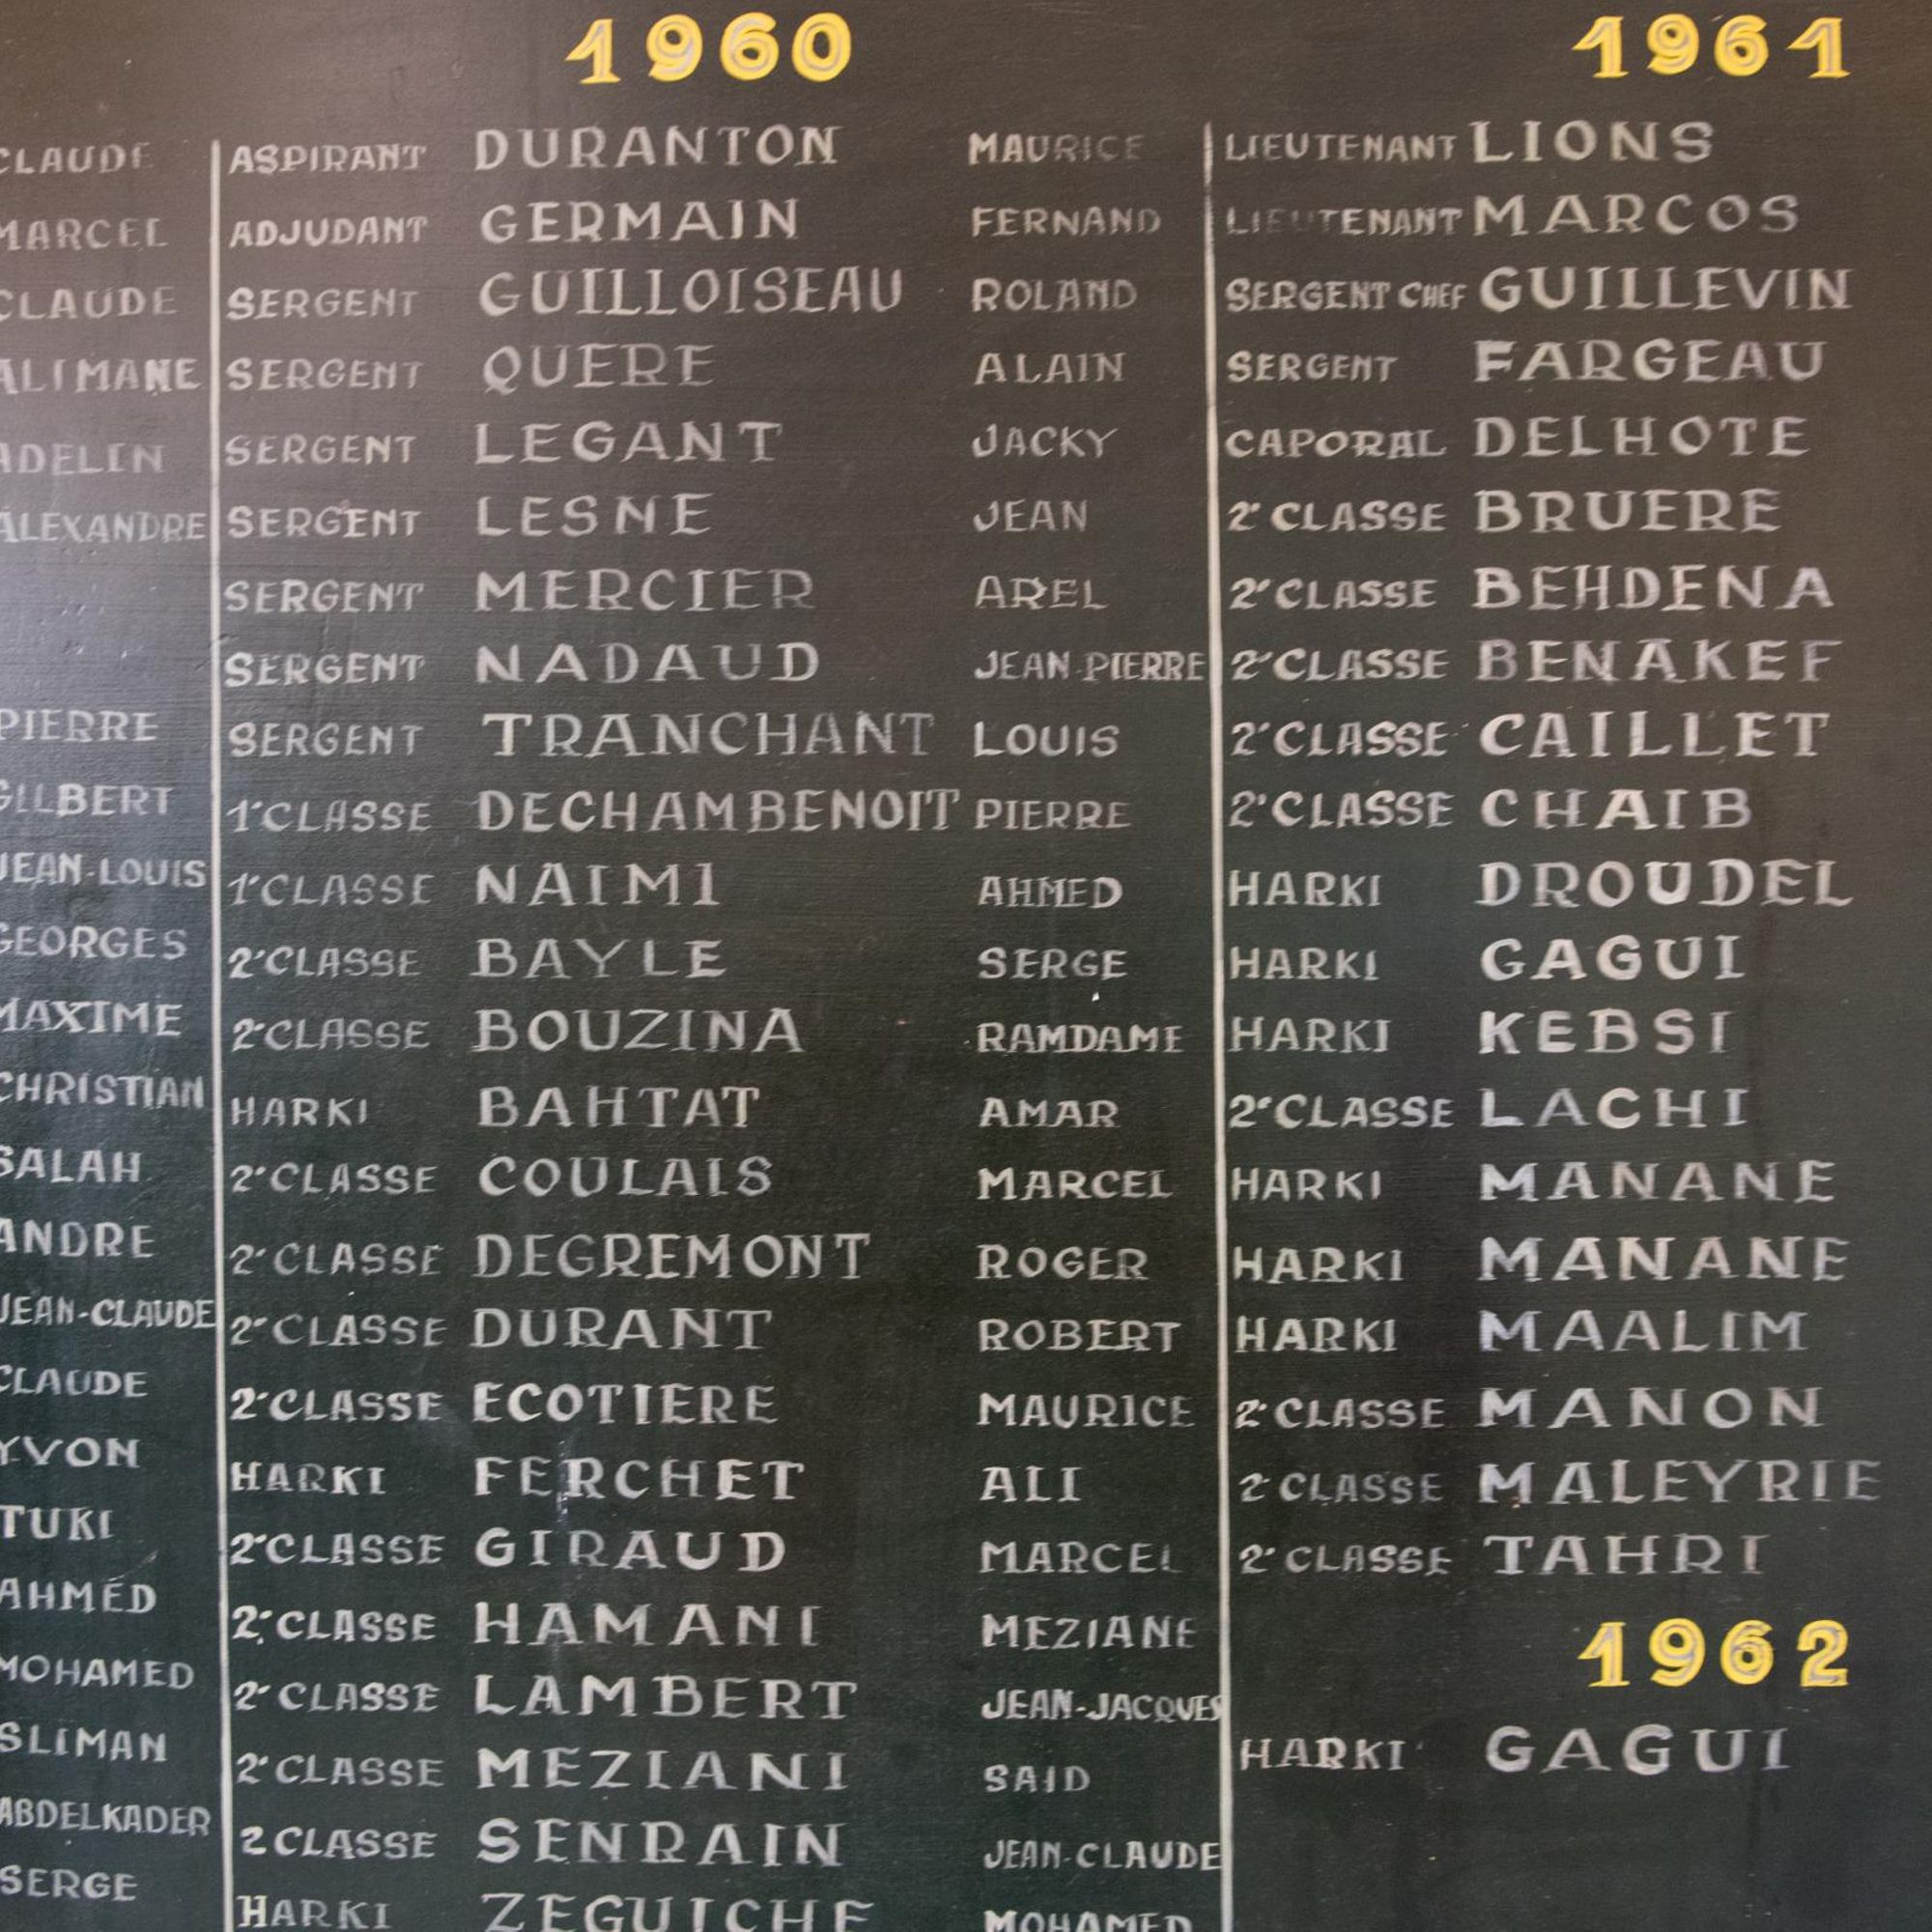 CLAUDE
MARCEL
CLAUDE
ALIMANE
ADELIN
ALEXANDRE
PIERRE
GILBERT
JEAN-LOUIS
GEORGES
MAXIME
CHRISTIAN
SALAH
ANDRE
JEAN-CLAUDE
CLAUDE
YVON
TUKI
AHMED
MOHAMED
SLIMAN
ABDELKADER
SERGE
1960
ASPIRANT DURANTON MAURICE
ADJUDANT GERMAIN FERNAND
SERGENT GUILLOISEAU ROLAND
SERGENT QUERE ALAIN
SERGENT LEGANT JACKY
SERGENT LESNE JEAN
SERGENT MERCIER AREL
SERGENT NADAUD JEAN-PIERRE
SERGENT TRANCHANT LOUIS
1°CLASSE DECHAMBENOIT PIERRE
1°CLASSE NAIMI AHMED
2°CLASSE BAYLE SERGE
2°CLASSE BOUZINA RAMDAME
HARKI BAHTAT AMAR
2°CLASSE COULAIS MARCEL
2°CLASSE DEGREMONT ROGER
2°CLASSE DURANT ROBERT
2°CLASSE ECOTIERE MAURICE
HARKI FERCHET ALI
2°CLASSE GIRAUD MARCEL
2°CLASSE HAMANI MEZIANE
2°CLASSE LAMBERT JEAN-JACQUES
2°CLASSE MEZIANI SAID
2 CLASSE SENRAIN JEAN-CLAUDE
HARKI ZEGUICHE MOHAMED
1961
LIEUTENANT LIONS
LIEUTENANT MARCOS
SERGENT CHEF GUILLEVIN
SERGENT FARGEAU
CAPORAL DELHOTE
2°CLASSE BRUERE
2°CLASSE BEHDENA
2°CLASSE BENAKEF
2°CLASSE CAILLET
2°CLASSE CHAIB
HARKI DROUDEL
HARKI GAGUI
HARKI KEBSI
2°CLASSE LACHI
HARKI MANANE
HARKI MANANE
HARKI MAALIM
2°CLASSE MANON
2°CLASSE MALEYRIE
2°CLASSE TAHRI
1962
HARKI GAGUI